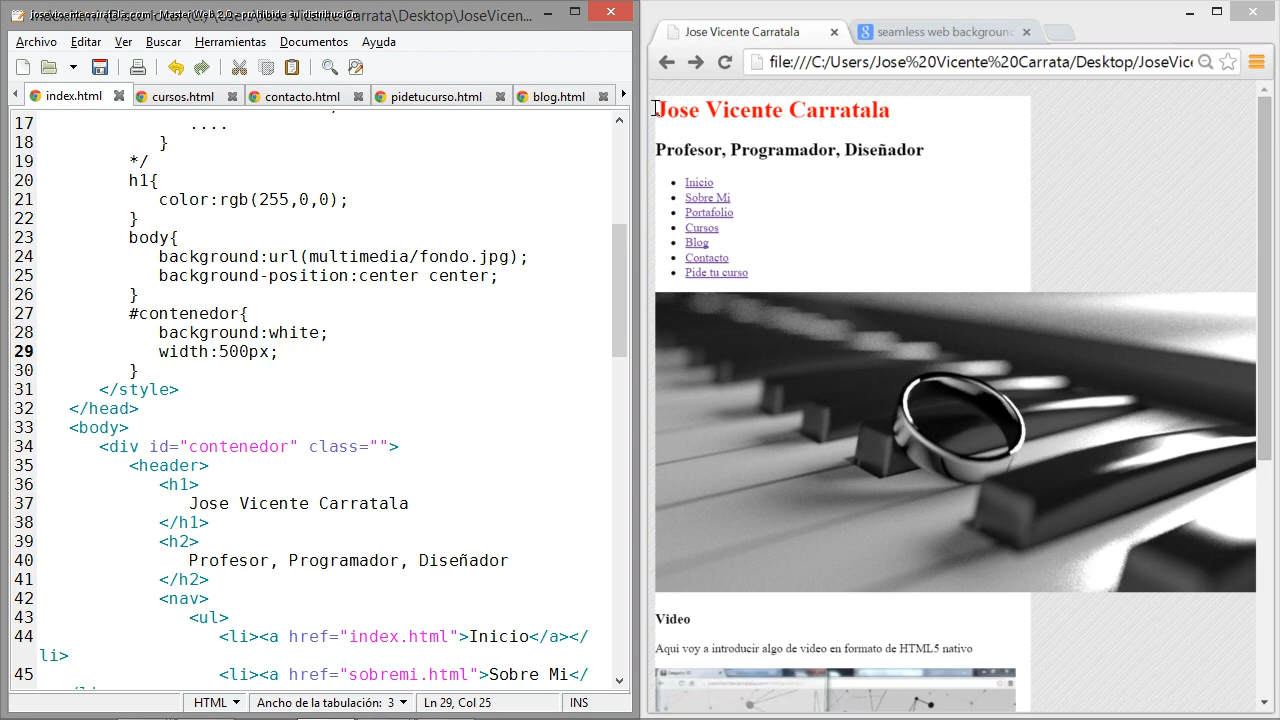 Carrata\Desktop\JoseVicen...
Archivo Editar Ver Buscar Herramientas Documentos Ayuda
index.html cursos.html contacto.html pidetucurso.html blog.html
17 ....
18 }
19 */
20 h1{
21 color:rgb(255,0,0);
22 }
23 body{
24 background:url(multimedia/fondo.jpg);
25 background-position:center center;
26 }
27 #contenedor{
28 background:white;
29 width:500px;
30 }
31 </style>
32 </head>
33 <body>
34 <div id="contenedor" class="">
35 <header>
36 <h1>
37 Jose Vicente Carratala
38 </h1>
39 <h2>
40 Profesor, Programador, Diseñador
41 </h2>
42 <nav>
43 <ul>
44 <li><a href="index.html">Inicio</a></
li>
45 <li><a href="sobremi.html">Sobre Mi</
HTML Ancho de la tabulación: 3 Ln 29, Col 25 INS
Jose Vicente Carratala seamless web background
file:///C:/Users/Jose%20Vicente%20Carrata/Desktop/JoseVice
Jose Vicente Carratala
Profesor, Programador, Diseñador
Inicio
Sobre Mi
Portafolio
Cursos
Blog
Contacto
Pide tu curso
Video
Aqui voy a introducir algo de video en formato de HTML5 nativo